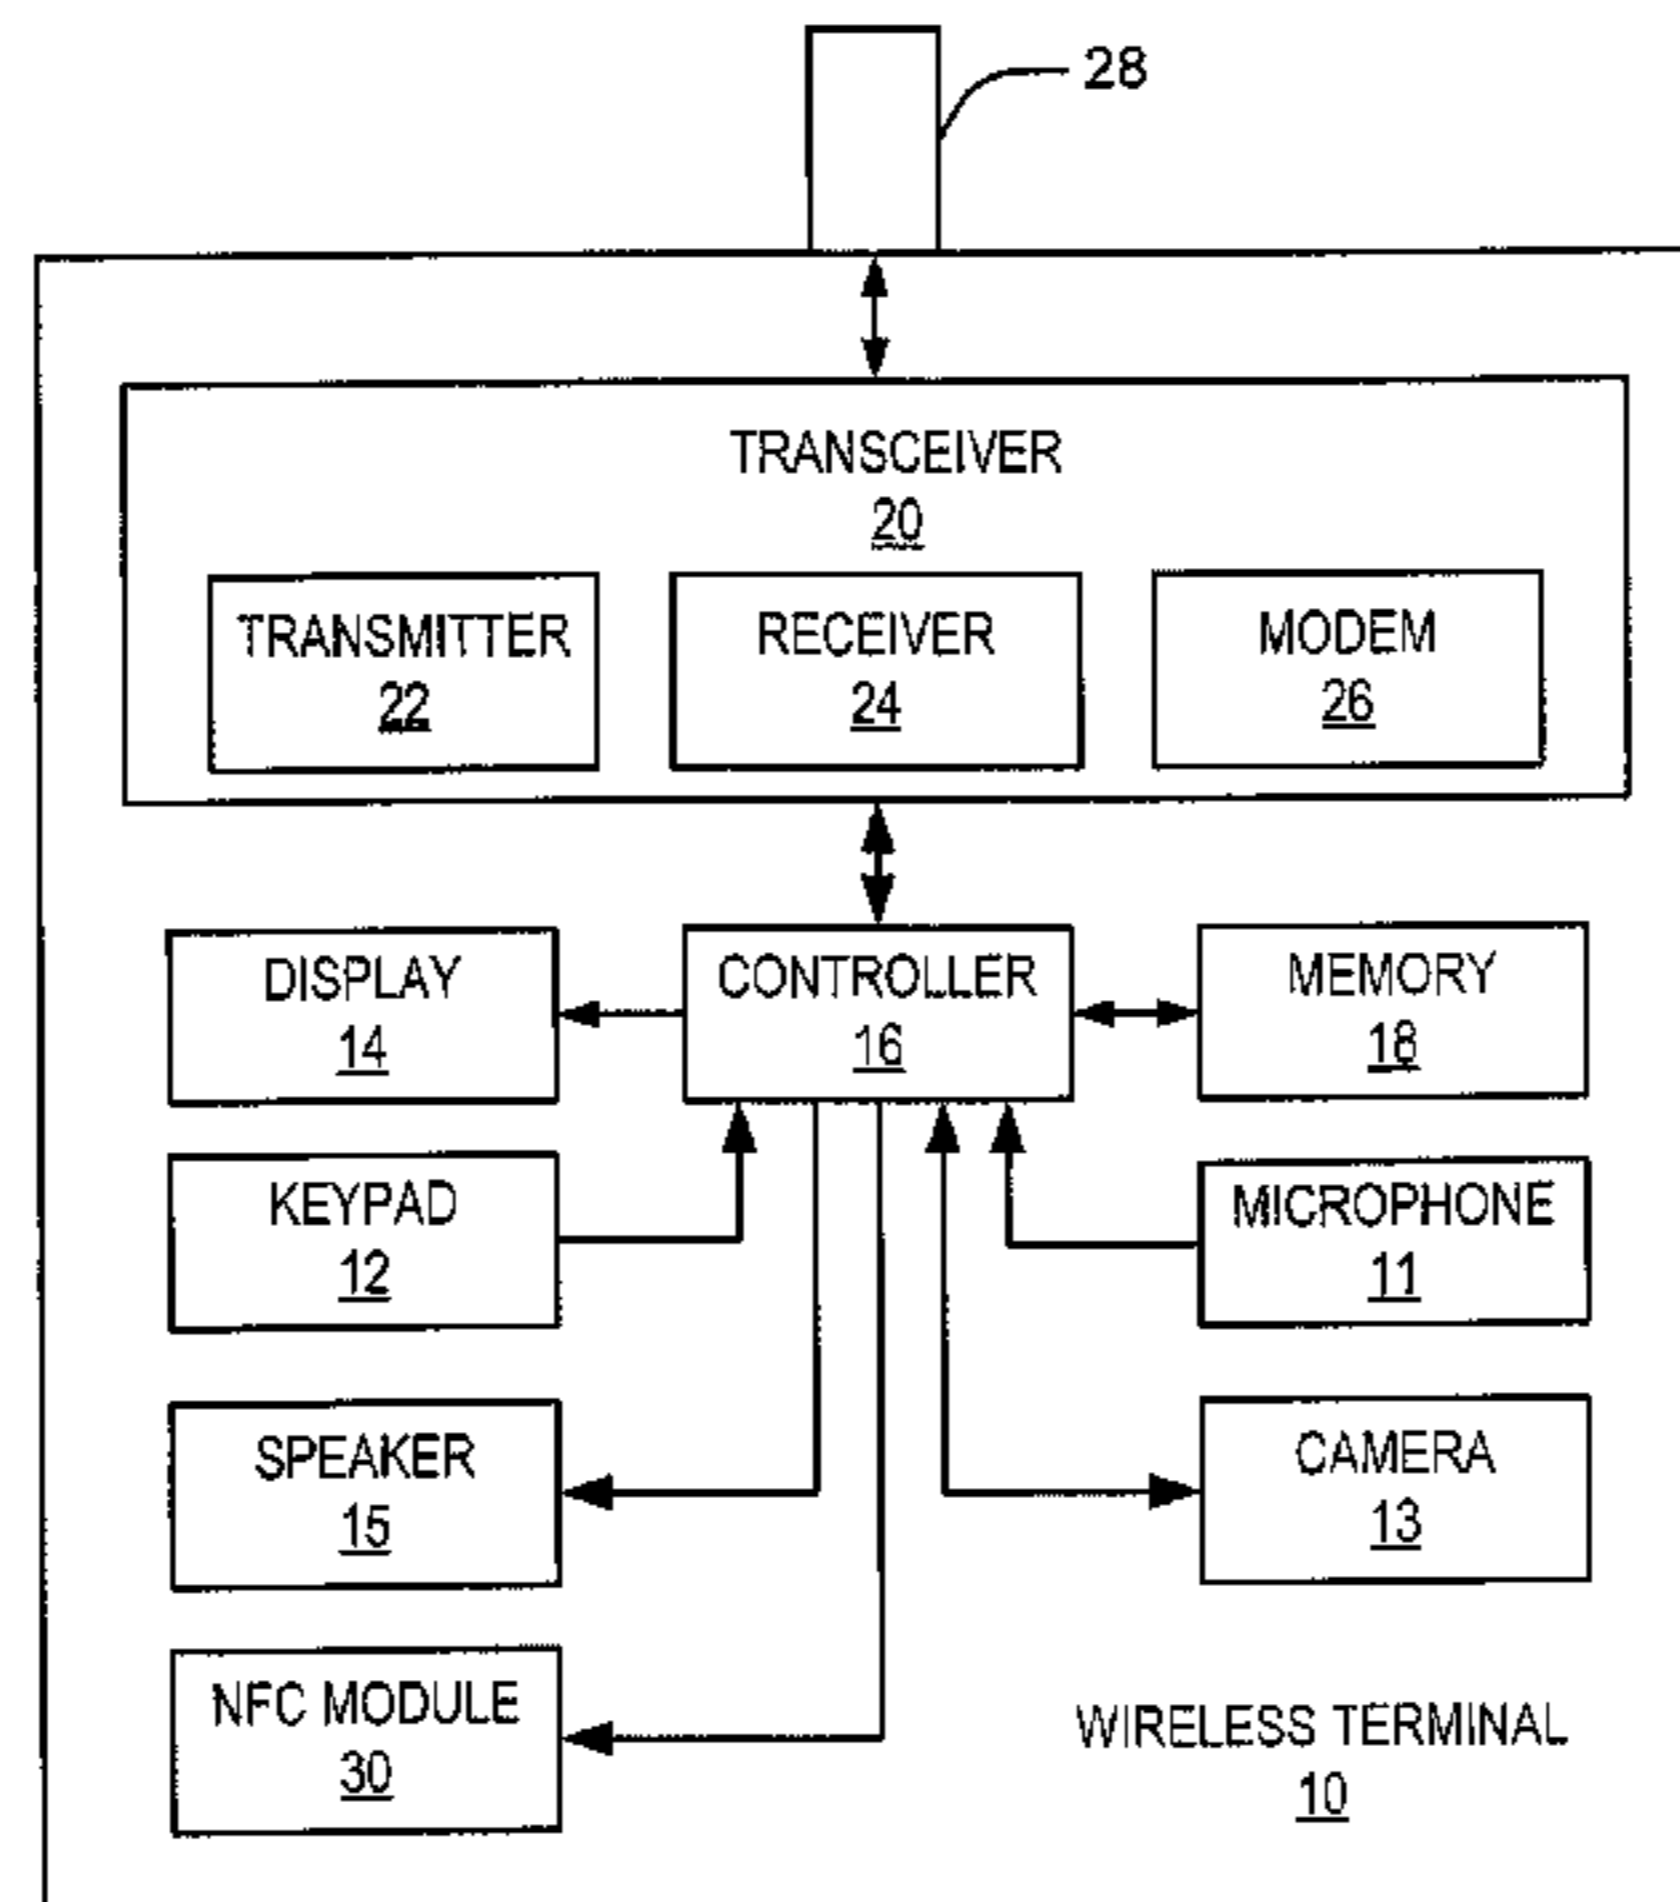 28
TRANSCEIVER
20
TRANSMITTER
22
RECEIVER
24
MODEM
26
DISPLAY
14
CONTROLLER
16
MEMORY
18
KEYPAD
12
MICROPHONE
11
SPEAKER
15
CAMERA
13
NFC MODULE
30
WIRELESS TERMINAL
10